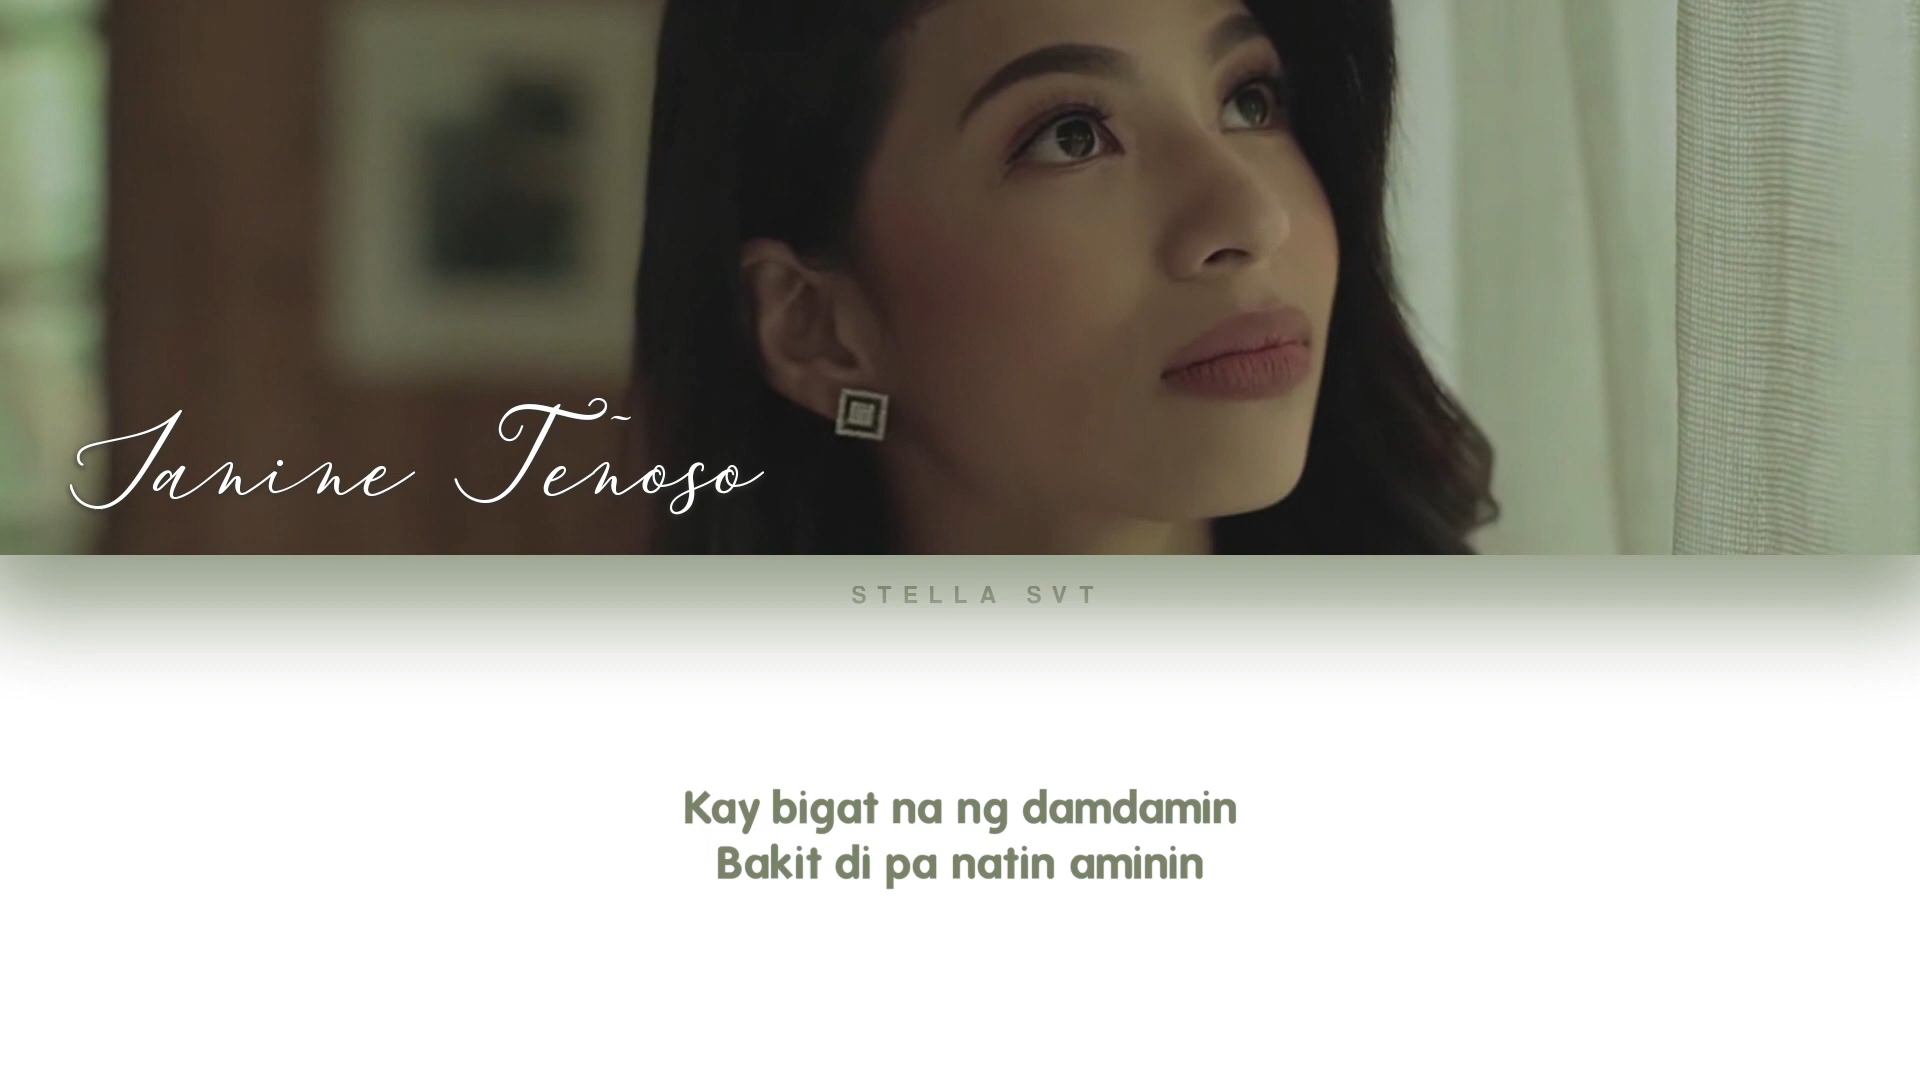 Janine Teñoso
STELLA SVT
Kay bigat na ng damdamin
Bakit di pa natin aminin